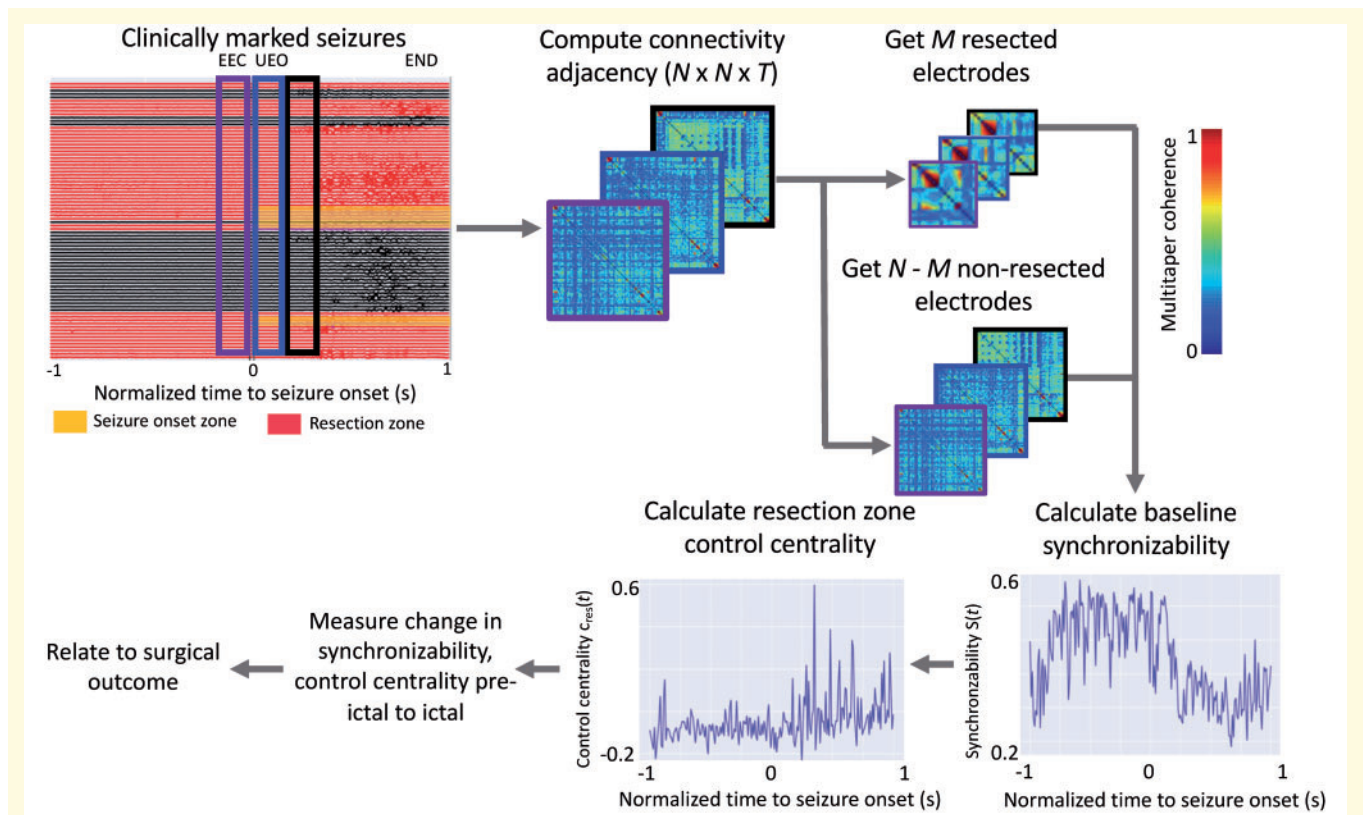 Clinically marked seizures
EEC UEO END
-1 0 1
Normalized time to seizure onset (s)
Seizure onset zone Resection zone
Compute connectivity
adjacency (N x N x T)
Get M resected
electrodes
Get N - M non-resected
electrodes
1
Multitaper coherence
0
Calculate baseline
synchronizability
0.6
Synchronzability S(t)
0.2
-1 0 1
Normalized time to seizure onset (s)
Calculate resection zone
control centrality
0.6
Control centrality cres(t)
-0.2
-1 0 1
Normalized time to seizure onset (s)
Measure change in
synchronizability,
control centrality pre-
ictal to ictal
Relate to surgical
outcome